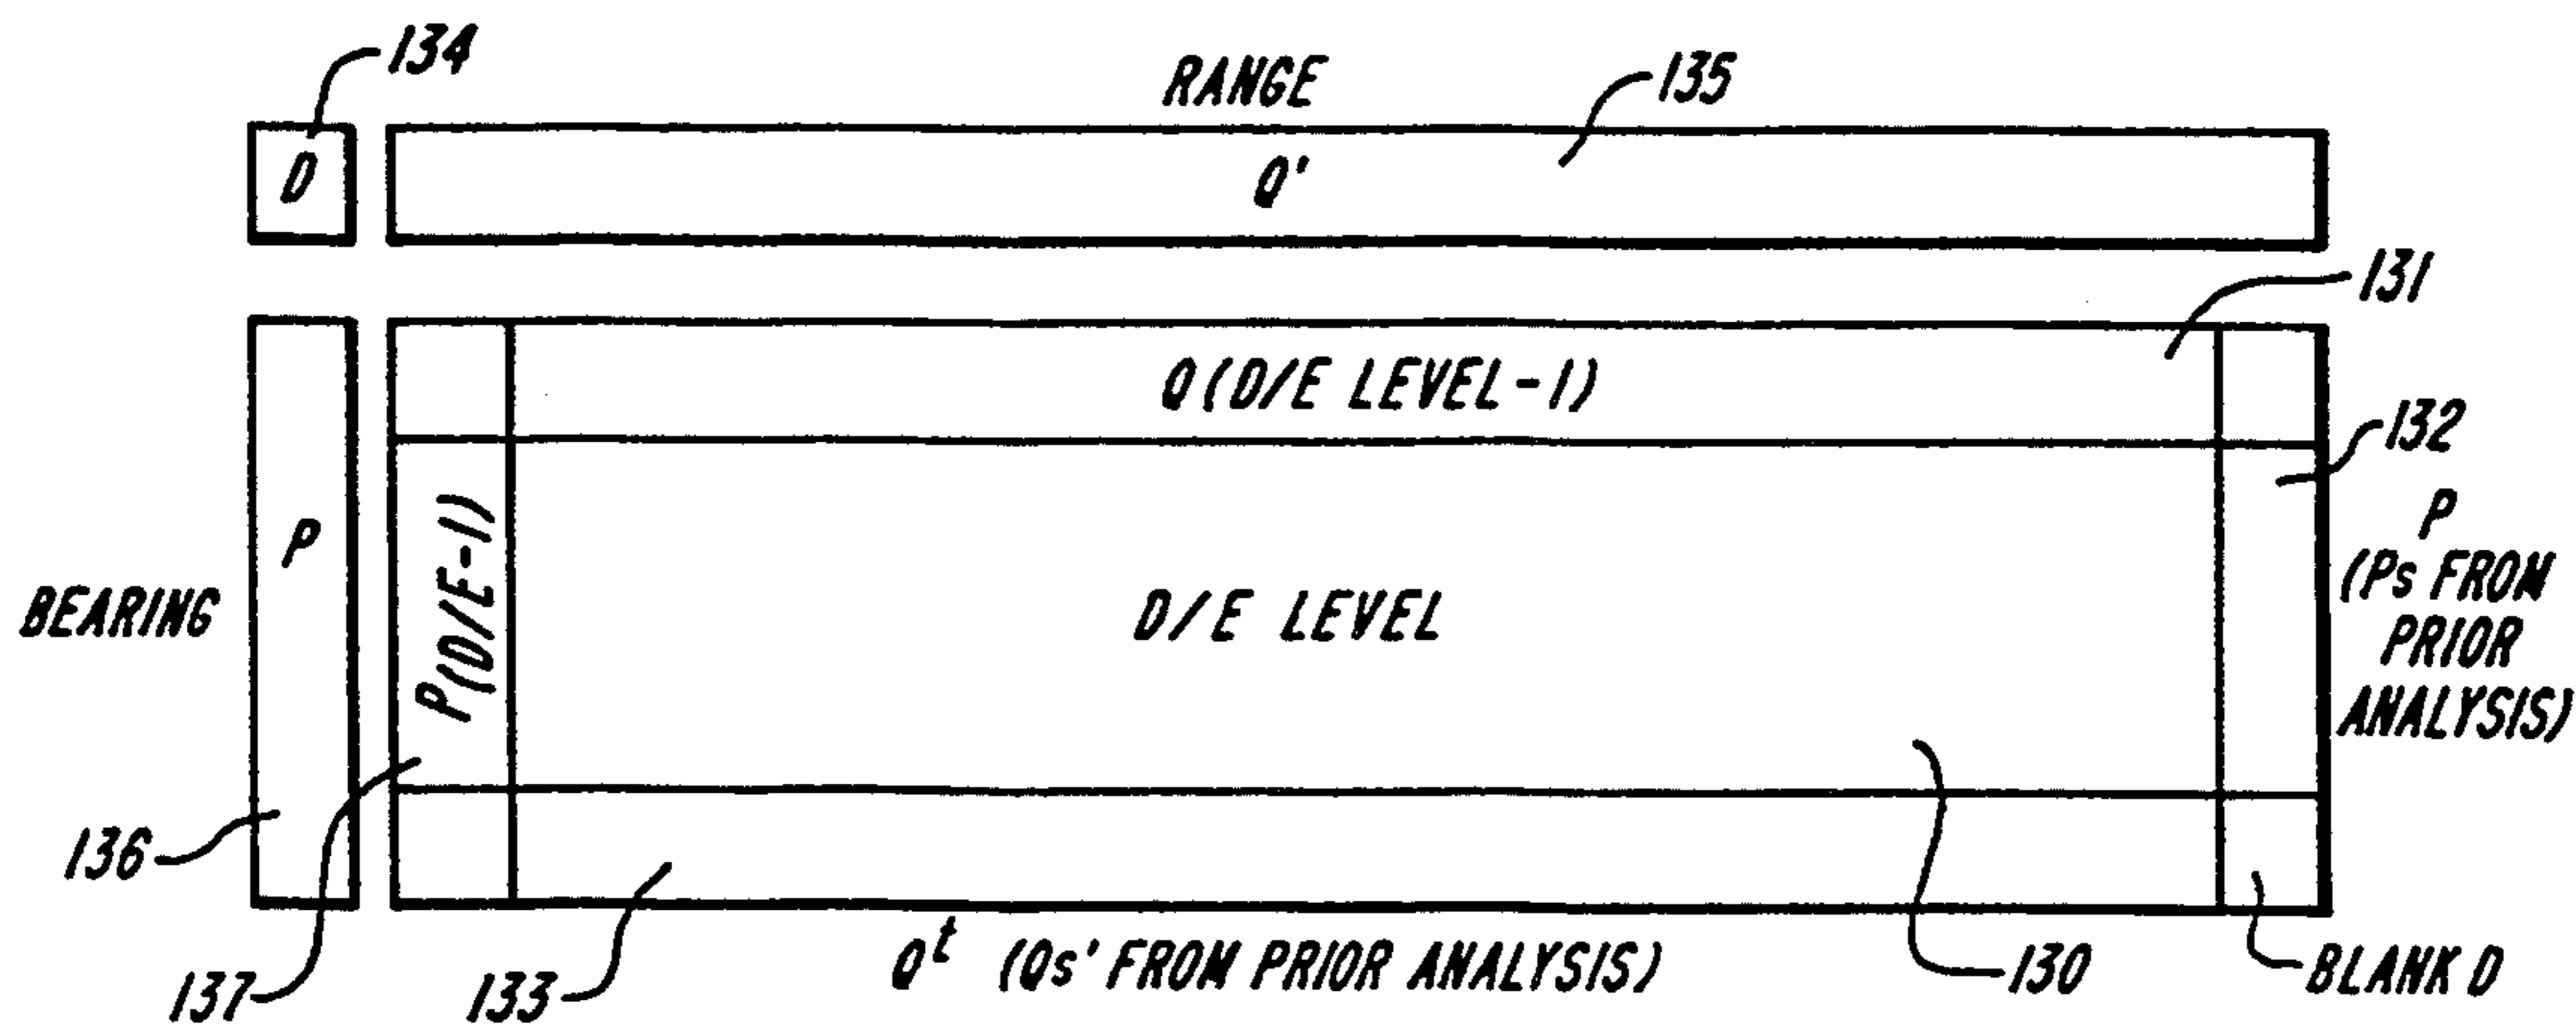 134
RANGE
135
D
Q'
131
Q (D/E LEVEL-1)
132
P
P(D/E-1)
P
(Ps FROM
PRIOR
ANALYSIS)
BEARING
D/E LEVEL
136
137
133
Qᵗ (Qs' FROM PRIOR ANALYSIS)
130
BLANK D